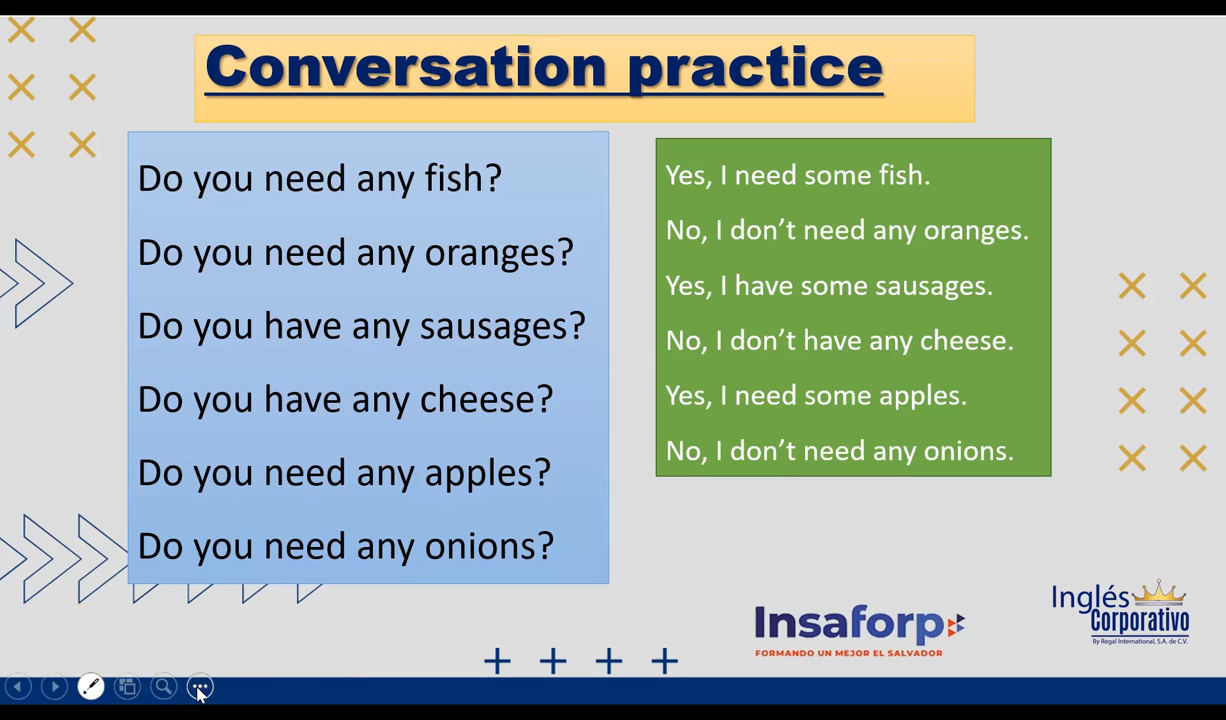 Conversation practice
Do you need any fish?
Do you need any oranges?
Do you have any sausages?
Do you have any cheese?
Do you need any apples?
Do you need any onions?
Yes, I need some fish.
No, I don’t need any oranges.
Yes, I have some sausages.
No, I don’t have any cheese.
Yes, I need some apples.
No, I don’t need any onions.
Insaforp
FORMANDO UN MEJOR EL SALVADOR
Inglés
Corporativo
By Regal International, S.A. de C.V.